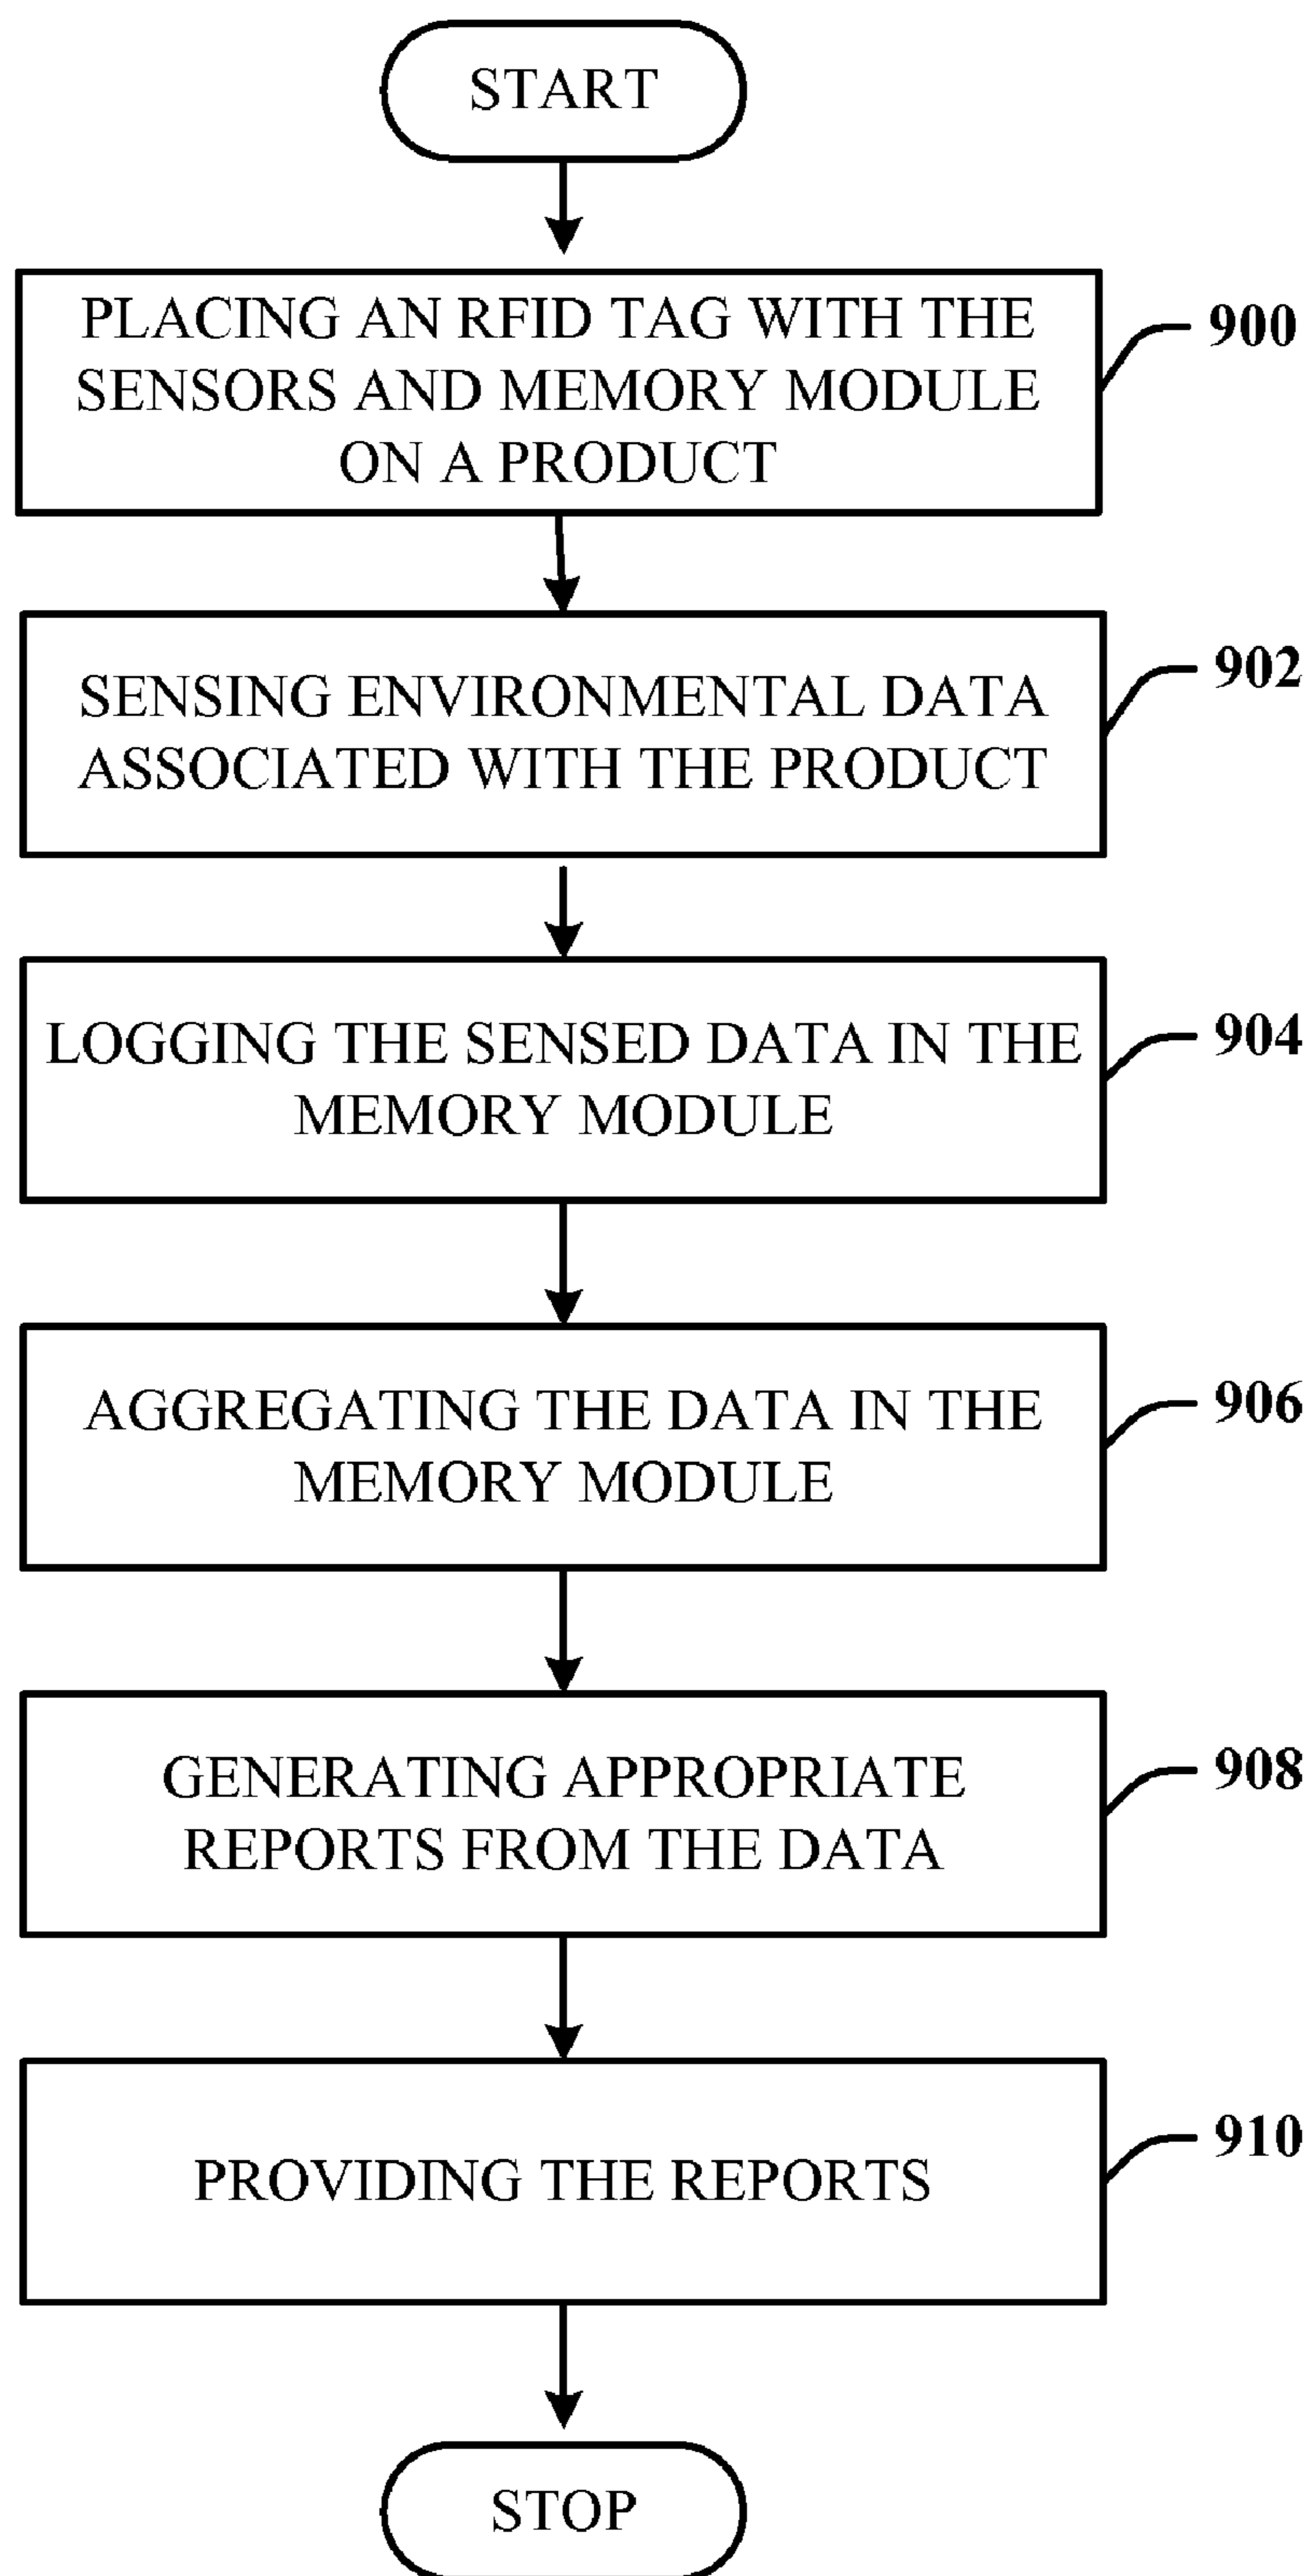 START
PLACING AN RFID TAG WITH THE
SENSORS AND MEMORY MODULE
ON A PRODUCT
900
SENSING ENVIRONMENTAL DATA
ASSOCIATED WITH THE PRODUCT
902
LOGGING THE SENSED DATA IN THE
MEMORY MODULE
904
AGGREGATING THE DATA IN THE
MEMORY MODULE
906
GENERATING APPROPRIATE
REPORTS FROM THE DATA
908
PROVIDING THE REPORTS
910
STOP